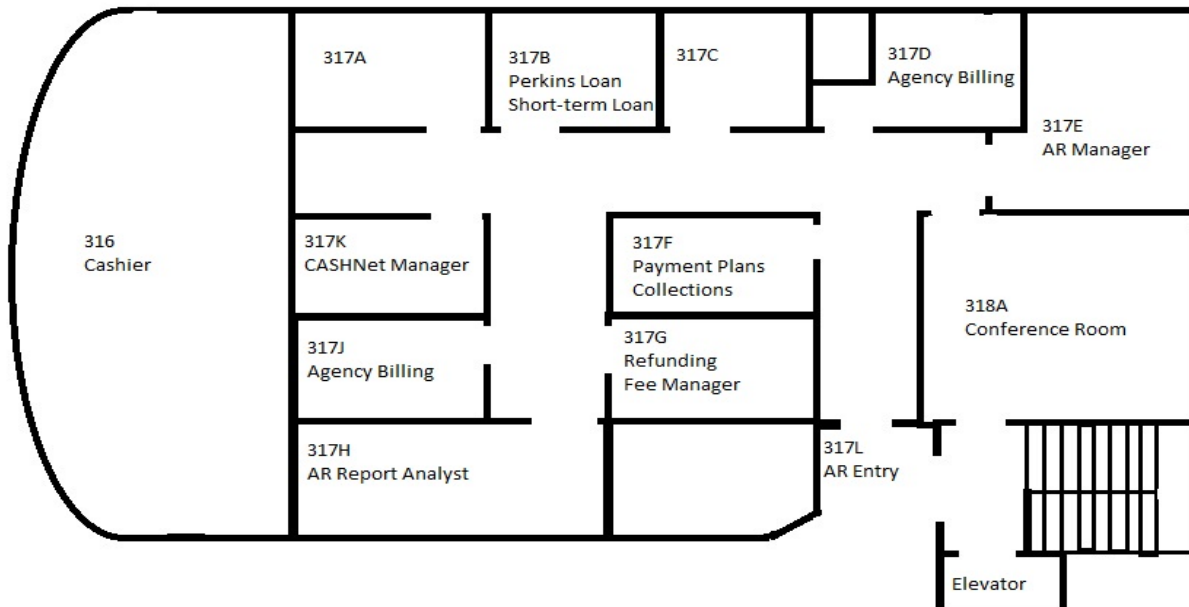 317A
317B
Perkins Loan
Short-term Loan
317C
317D
Agency Billing
317E
AR Manager
316
Cashier
317K
CASHNet Manager
317F
Payment Plans
Collections
318A
Conference Room
317J
Agency Billing
317G
Refunding
Fee Manager
317H
AR Report Analyst
317L
AR Entry
Elevator